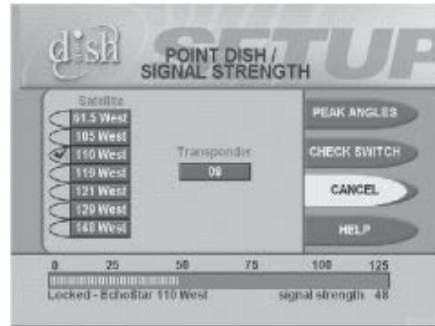 dish
SETUP
POINT DISH /
SIGNAL STRENGTH
Satellite
61.5 West
105 West
110 West
119 West
121 West
129 West
148 West
Transponder
08
PEAK ANGLES
CHECK SWITCH
CANCEL
HELP
0 25 50 75 100 125
Locked - EchoStar 110 West signal strength 48